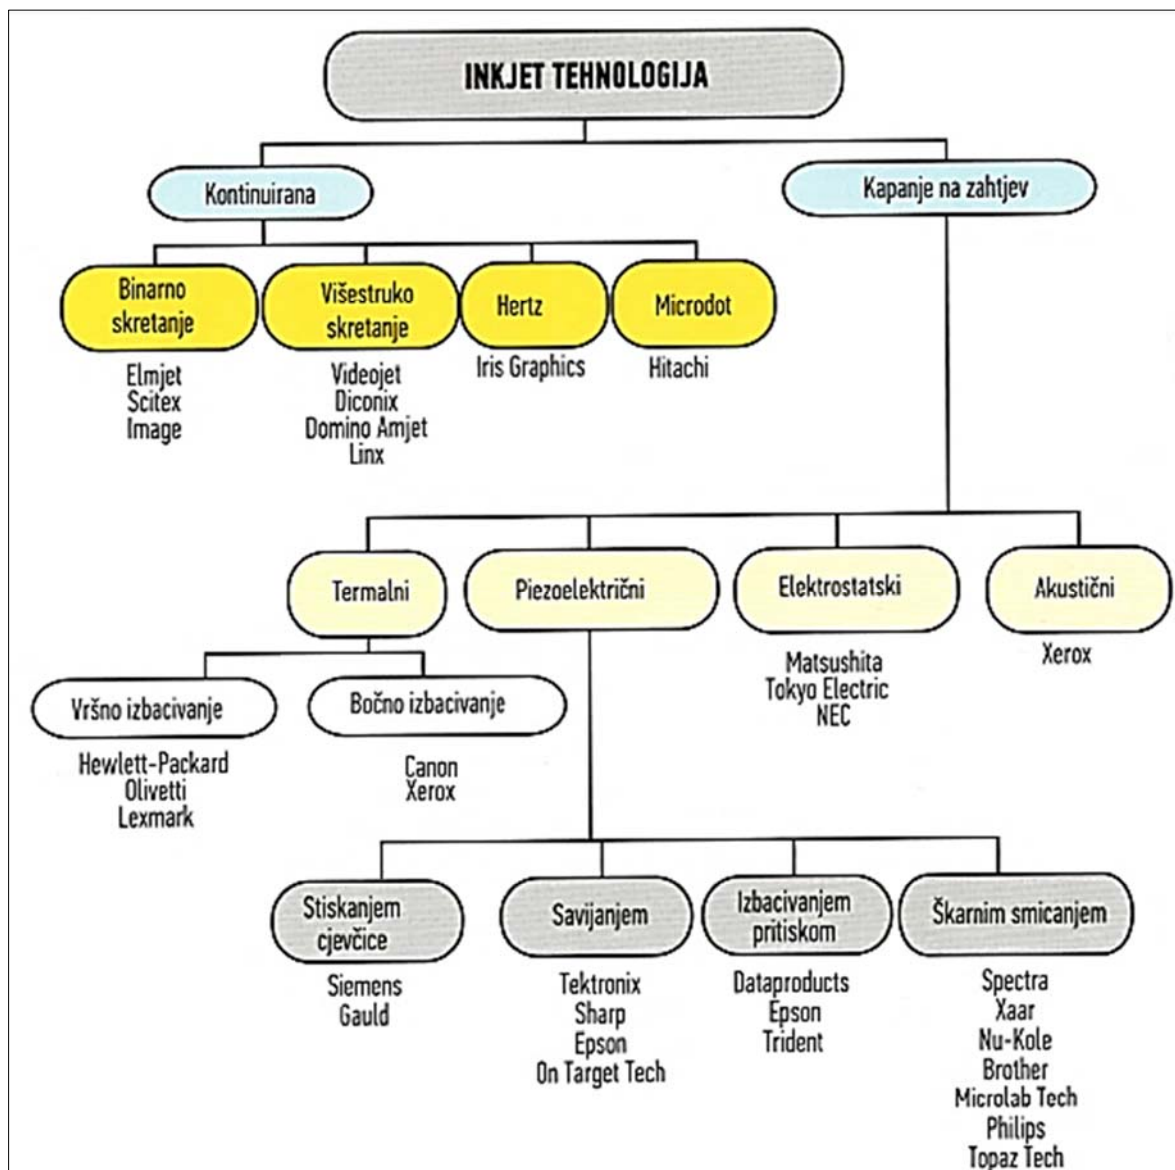 INKJET TEHNOLOGIJA
Kontinuirana
Kapanje na zahtjev
Binarno
skretanje
Višestruko
skretanje
Hertz
Microdot
Elmjet
Scitex
Image
Videojet
Diconix
Domino Amjet
Linx
Iris Graphics
Hitachi
Termalni
Piezoelektrični
Elektrostatski
Akustični
Matsushita
Tokyo Electric
NEC
Xerox
Vršno izbacivanje
Bočno izbacivanje
Hewlett-Packard
Olivetti
Lexmark
Canon
Xerox
Stiskanjem
cjevčice
Savijanjem
Izbacivanjem
pritiskom
Škarnim smicanjem
Siemens
Gauld
Tektronix
Sharp
Epson
On Target Tech
Dataproducts
Epson
Trident
Spectra
Xaar
Nu-Kole
Brother
Microlab Tech
Philips
Topaz Tech